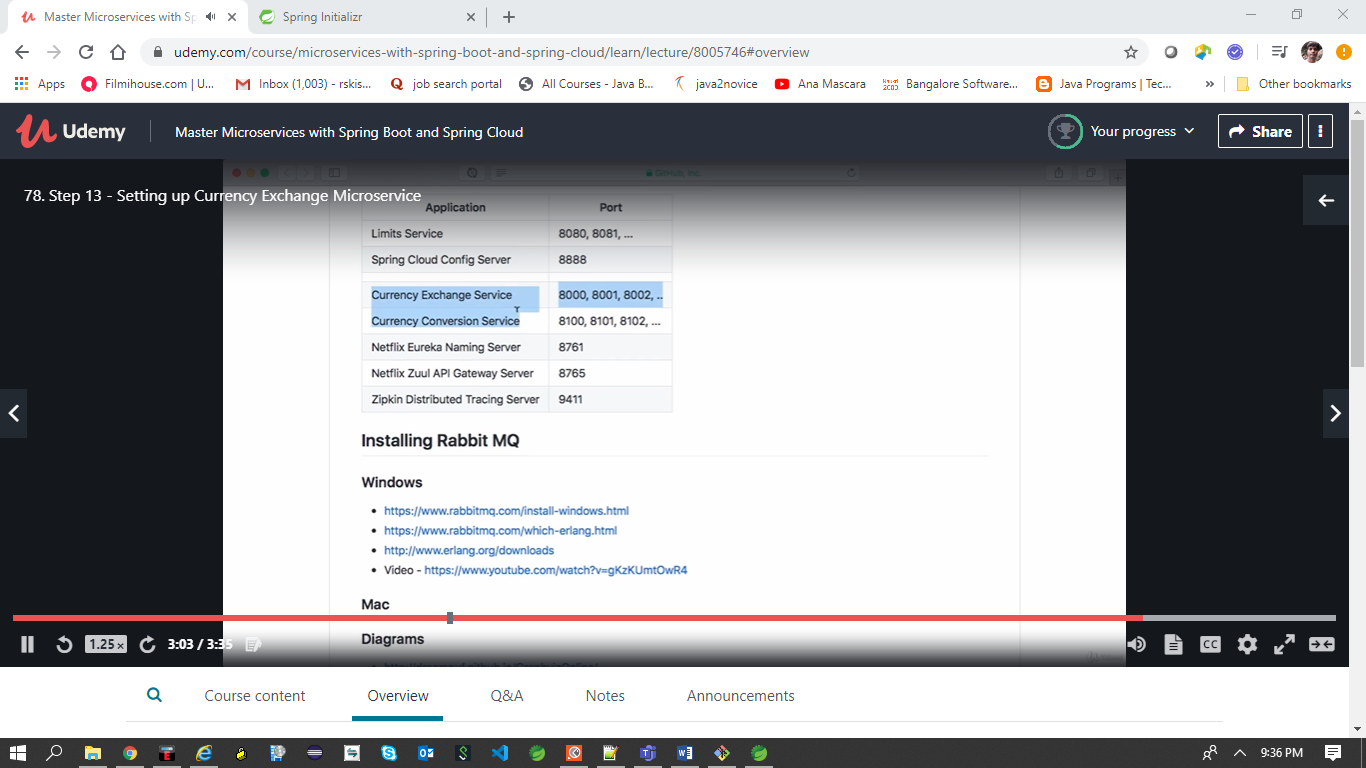 Master Microservices with Sp
Spring Initializr
udemy.com/course/microservices-with-spring-boot-and-spring-cloud/learn/lecture/8005746#overview
Apps
Filmihouse.com | U...
Inbox (1,003) - rskis...
job search portal
All Courses - Java B...
java2novice
Ana Mascara
Bangalore Software...
Java Programs | Tec...
»
Other bookmarks
Udemy
Master Microservices with Spring Boot and Spring Cloud
Your progress
Share
GitHub, Inc.
78. Step 13 - Setting up Currency Exchange Microservice
Application Port
Limits Service 8080, 8081, ...
Spring Cloud Config Server 8888
Currency Exchange Service 8000, 8001, 8002, ..
Currency Conversion Service 8100, 8101, 8102, ...
Netflix Eureka Naming Server 8761
Netflix Zuul API Gateway Server 8765
Zipkin Distributed Tracing Server 9411
Installing Rabbit MQ
Windows
https://www.rabbitmq.com/install-windows.html
https://www.rabbitmq.com/which-erlang.html
http://www.erlang.org/downloads
Video - https://www.youtube.com/watch?v=gKzKUmtOwR4
Mac
Diagrams
1.25x
3:03 / 3:35
CC
Course content
Overview
Q&A
Notes
Announcements
9:36 PM